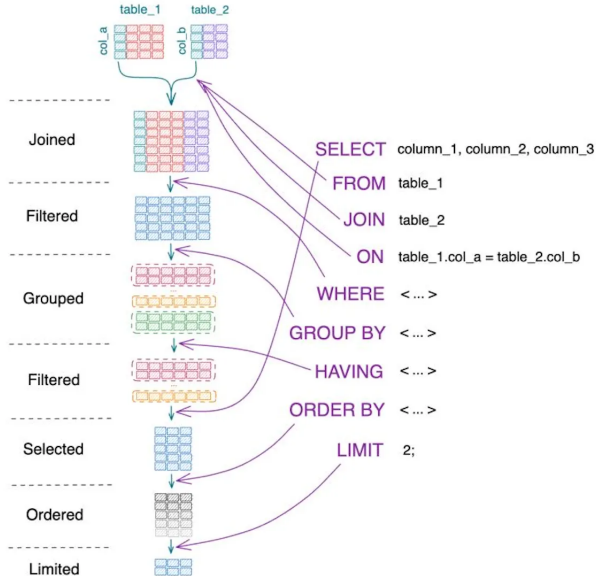 table_1 table_2
col_a col_b
Joined
Filtered
Grouped
...
Filtered
...
Selected
Ordered
Limited
SELECT column_1, column_2, column_3
FROM table_1
JOIN table_2
ON table_1.col_a = table_2.col_b
WHERE < ... >
GROUP BY < ... >
HAVING < ... >
ORDER BY < ... >
LIMIT 2;